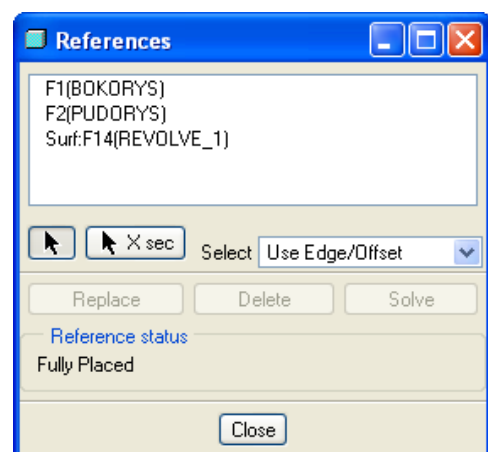 References
F1(BOKORYS)
F2(PUDORYS)
Surf:F14(REVOLVE_1)
X sec
Select Use Edge/Offset
Replace Delete Solve
Reference status
Fully Placed
Close